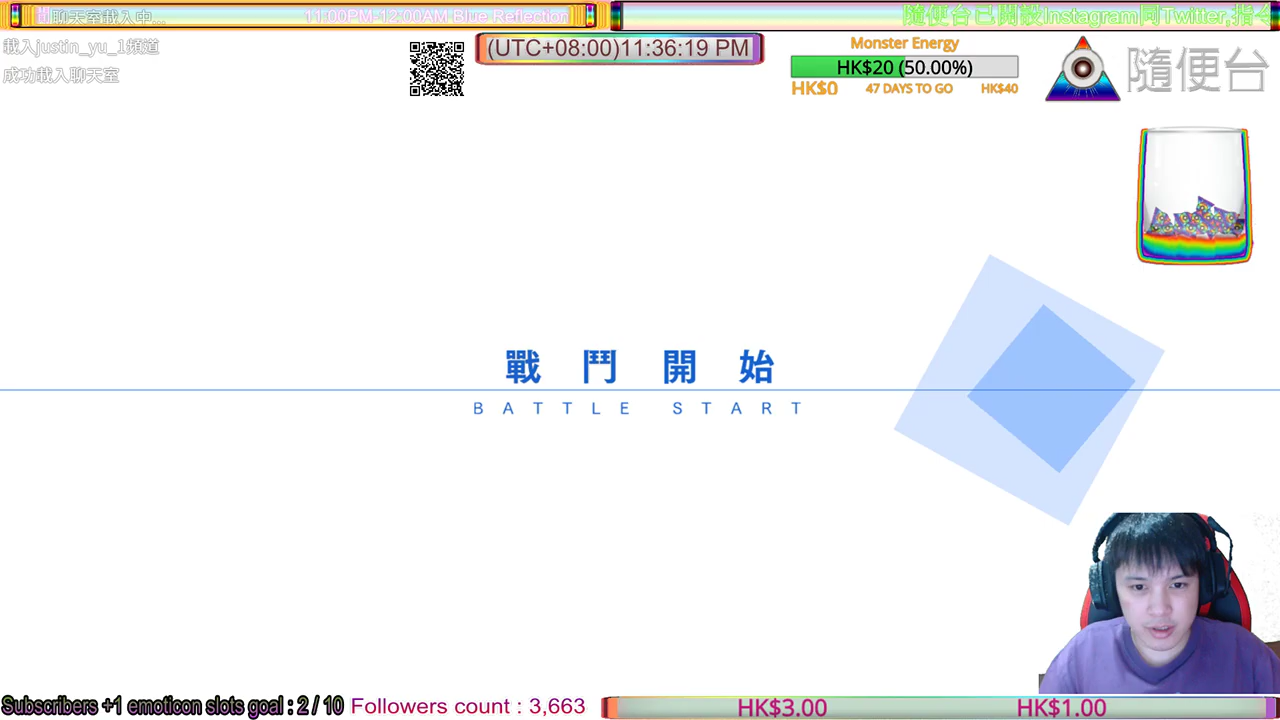 聊天室載入中...
11:00PM-12:00AM Blue Reflection
隨便台已開設Instagram同Twitter,指令
載入justin_yu_1頻道
成功載入聊天室
(UTC+08:00)11:36:19 PM
Monster Energy
HK$20 (50.00%)
HK$0 47 DAYS TO GO HK$40
隨便台
戰鬥開始
BATTLE START
Subscribers +1 emoticon slots goal : 2 / 10
Followers count : 3,663
HK$3.00
HK$1.00